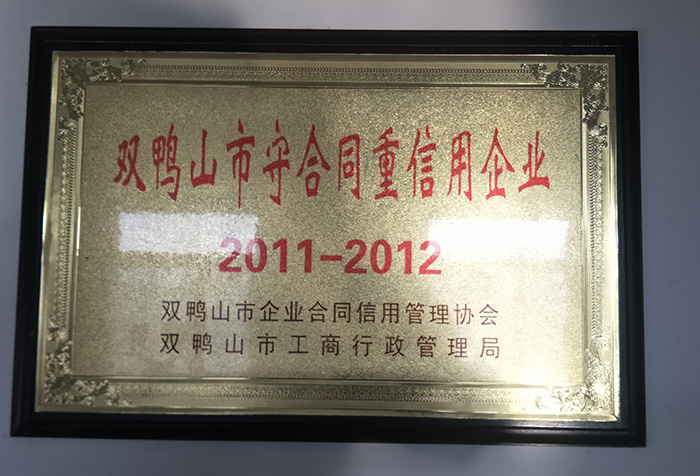 双鸭山市守合同重信用企业
2011-2012
双鸭山市企业合同信用管理协会
双鸭山市工商行政管理局